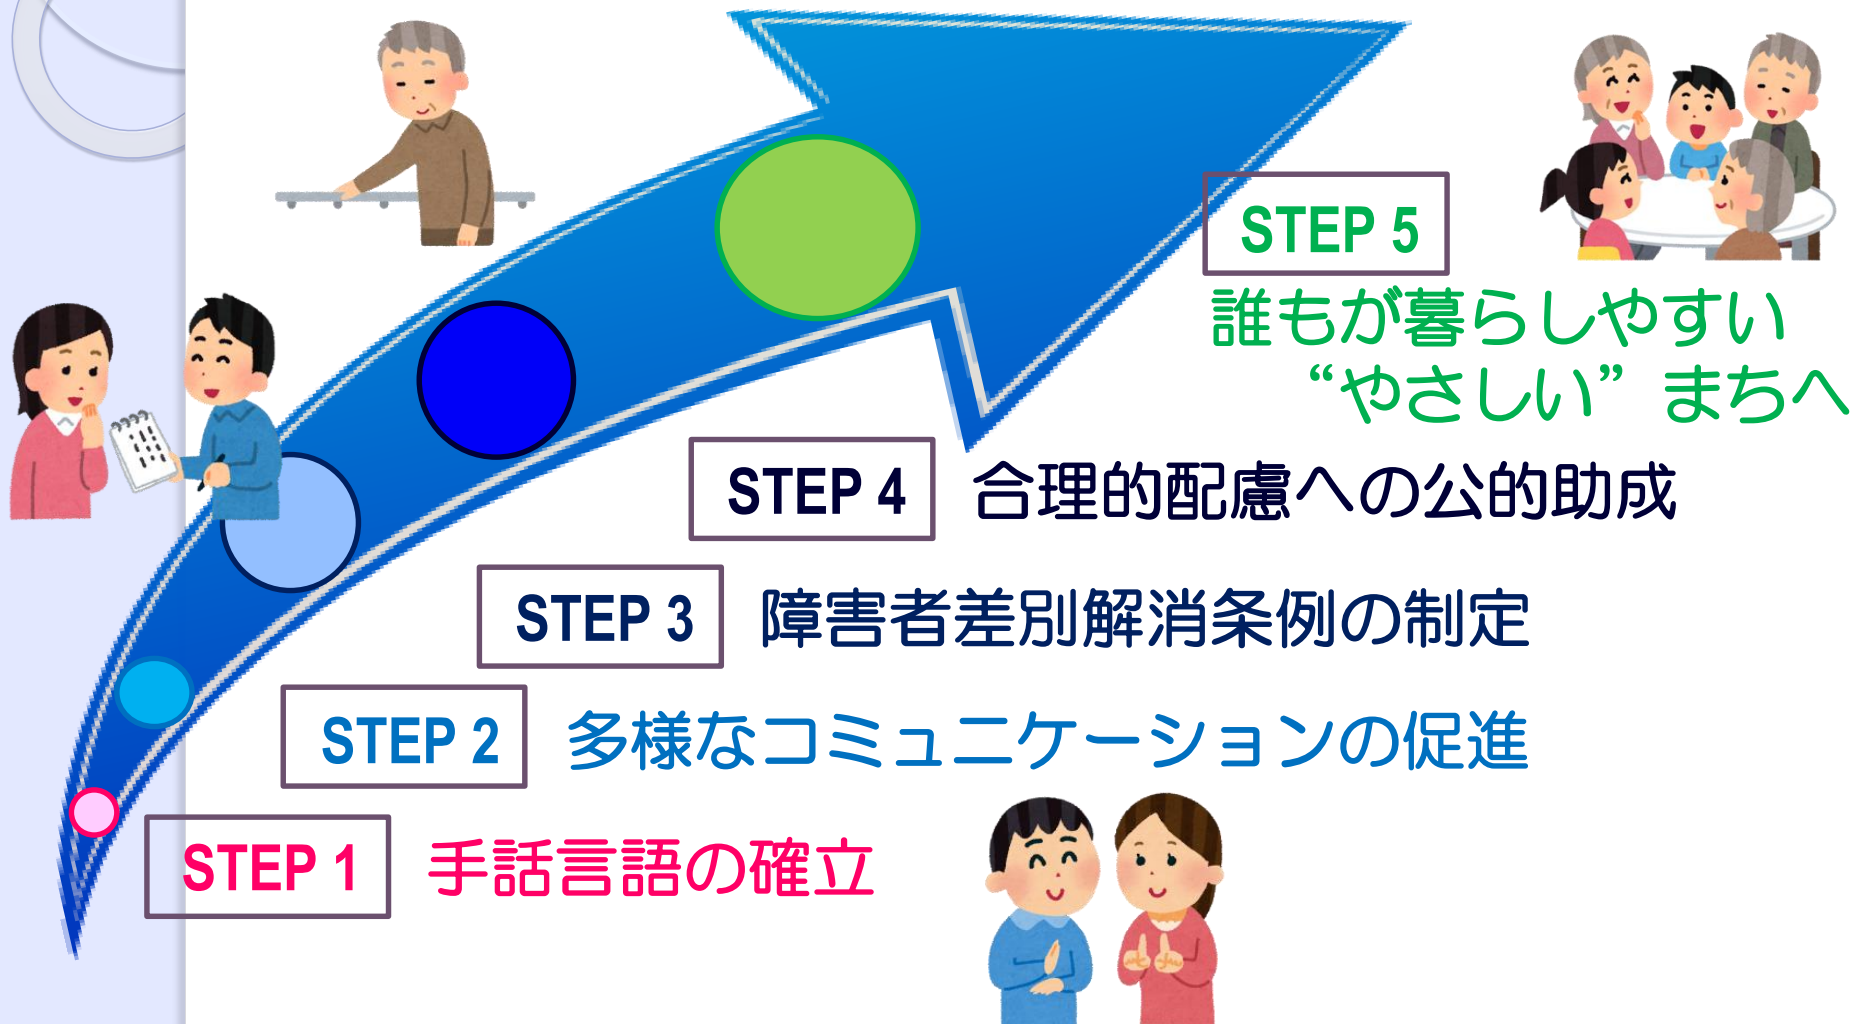 STEP 5
誰もが暮らしやすい
“やさしい”まちへ
STEP 4 合理的配慮への公的助成
STEP 3 障害者差別解消条例の制定
STEP 2 多様なコミュニケーションの促進
STEP 1 手話言語の確立